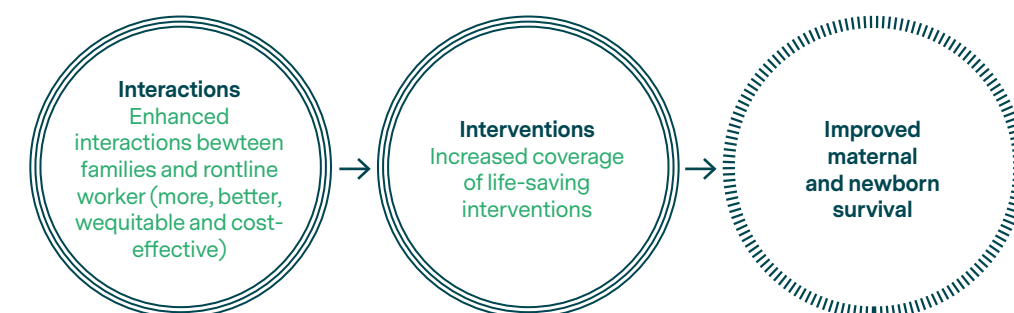 Interactions
Enhanced
interactions bewteen
families and rontline
worker (more, better,
wequitable and cost-
effective)
Interventions
Increased coverage
of life-saving
interventions
Improved
maternal
and newborn
survival